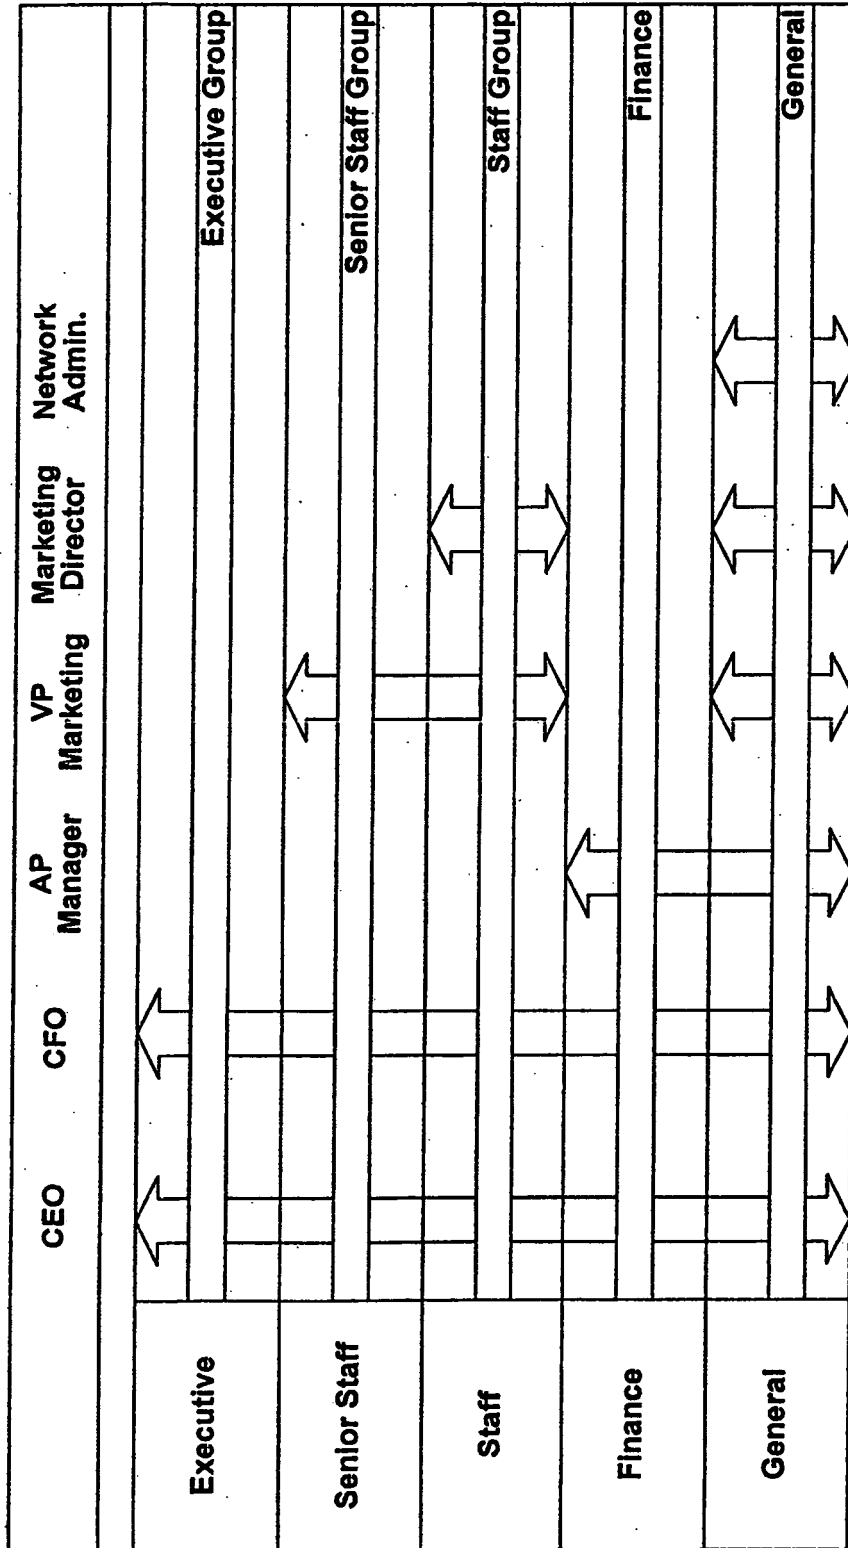 CEO
CFO
AP
Manager
VP
Marketing
Marketing
Director
Network
Admin.
Executive
Executive Group
Senior Staff
Senior Staff Group
Staff
Staff Group
Finance
Finance
General
General